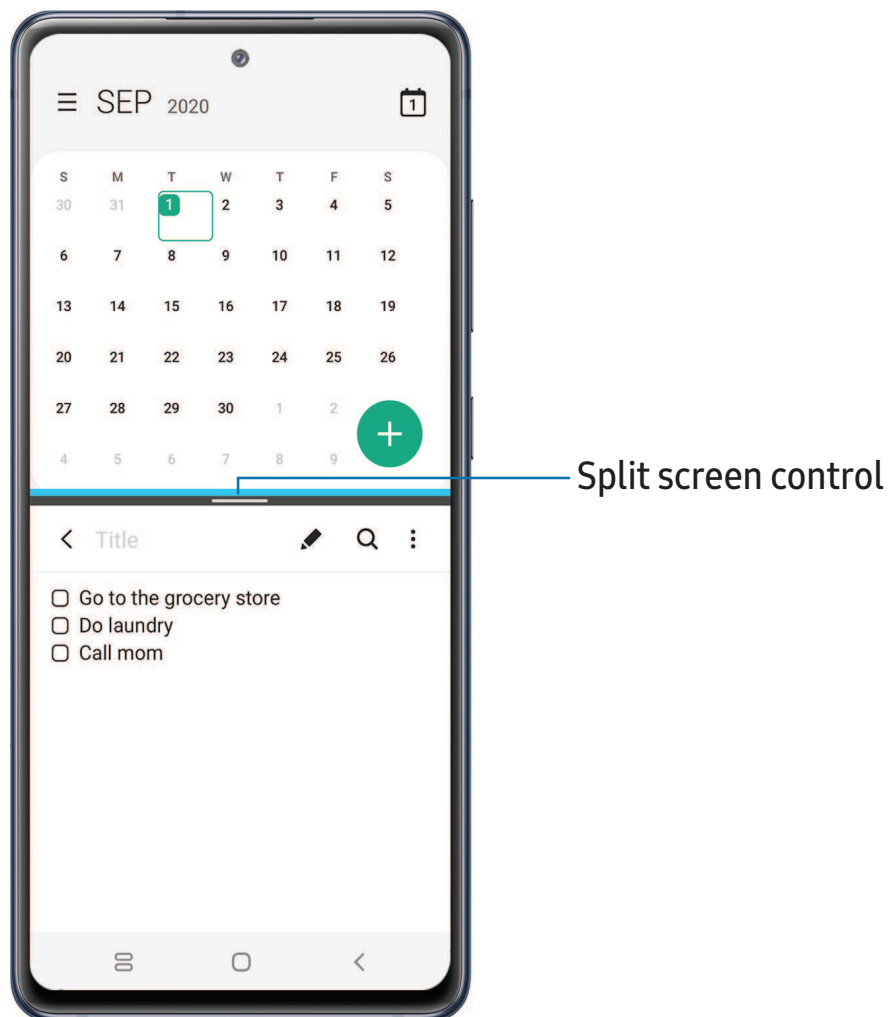 SEP 2020
1
S M T W T F S
30 31 1 2 3 4 5
6 7 8 9 10 11 12
13 14 15 16 17 18 19
20 21 22 23 24 25 26
27 28 29 30 1 2
4 5 6 7 8 9
Split screen control
Title
Go to the grocery store
Do laundry
Call mom